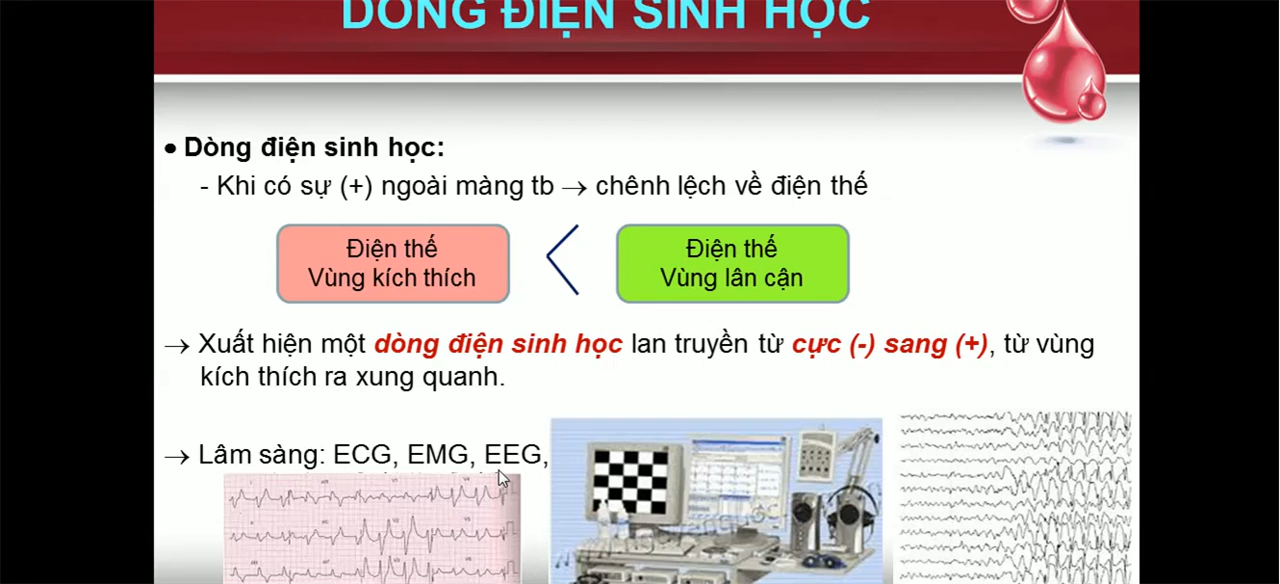 DÒNG ĐIỆN SINH HỌC
• Dòng điện sinh học:
- Khi có sự (+) ngoài màng tb → chênh lệch về điện thế
Điện thế
Vùng kích thích
<
Điện thế
Vùng lân cận
→ Xuất hiện một dòng điện sinh học lan truyền từ cực (-) sang (+), từ vùng
kích thích ra xung quanh.
→ Lâm sàng: ECG, EMG, EEG,